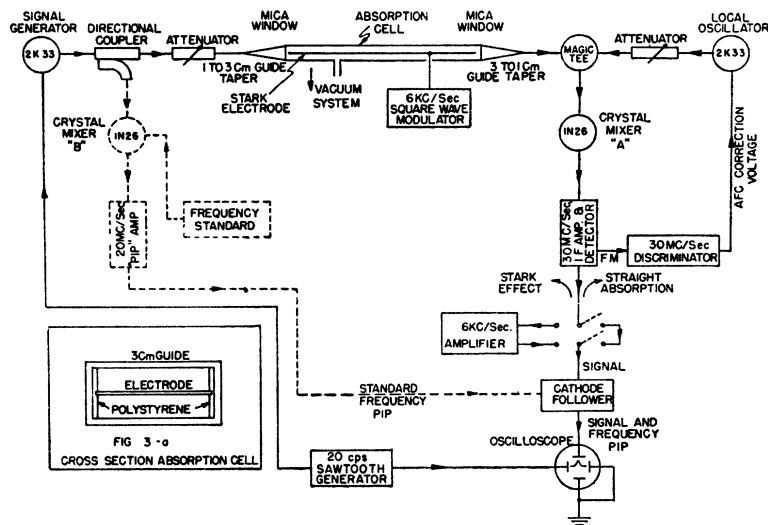 SIGNAL
GENERATOR
2K33
DIRECTIONAL
COUPLER
ATTENUATOR
MICA
WINDOW
ABSORPTION
CELL
MICA
WINDOW
MAGIC
TEE
ATTENUATOR
LOCAL
OSCILLATOR
2K33
1 TO 3 Cm GUIDE
TAPER
STARK
ELECTRODE
VACUUM
SYSTEM
6KC/Sec
SQUARE WAVE
MODULATOR
3 TO 1 Cm
GUIDE TAPER
CRYSTAL
MIXER
"B"
1N26
1N26
CRYSTAL
MIXER
"A"
AFC CORRECTION
VOLTAGE
20MC/Sec
"PIP" AMP
FREQUENCY
STANDARD
30MC/Sec
I F AMP. &
DETECTOR
FM
30MC/Sec
DISCRIMINATOR
STARK
EFFECT
STRAIGHT
ABSORPTION
6KC/Sec.
AMPLIFIER
SIGNAL
3Cm GUIDE
ELECTRODE
POLYSTYRENE
FIG 3-a
CROSS SECTION ABSORPTION CELL
STANDARD
FREQUENCY
PIP
CATHODE
FOLLOWER
OSCILLOSCOPE
SIGNAL AND
FREQUENCY
PIP
20 cps
SAWTOOTH
GENERATOR